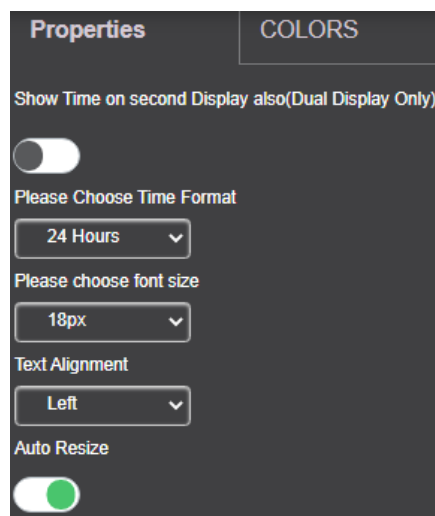 Properties COLORS
Show Time on second Display also(Dual Display Only)
Please Choose Time Format
24 Hours
Please choose font size
18px
Text Alignment
Left
Auto Resize